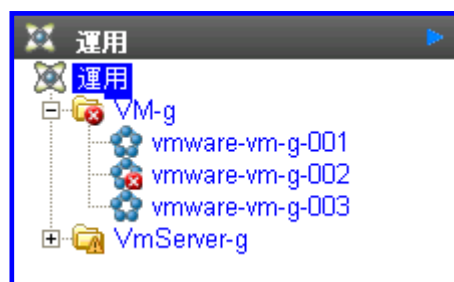 運用
運用
VM-g
vmware-vm-g-001
vmware-vm-g-002
vmware-vm-g-003
VmServer-g